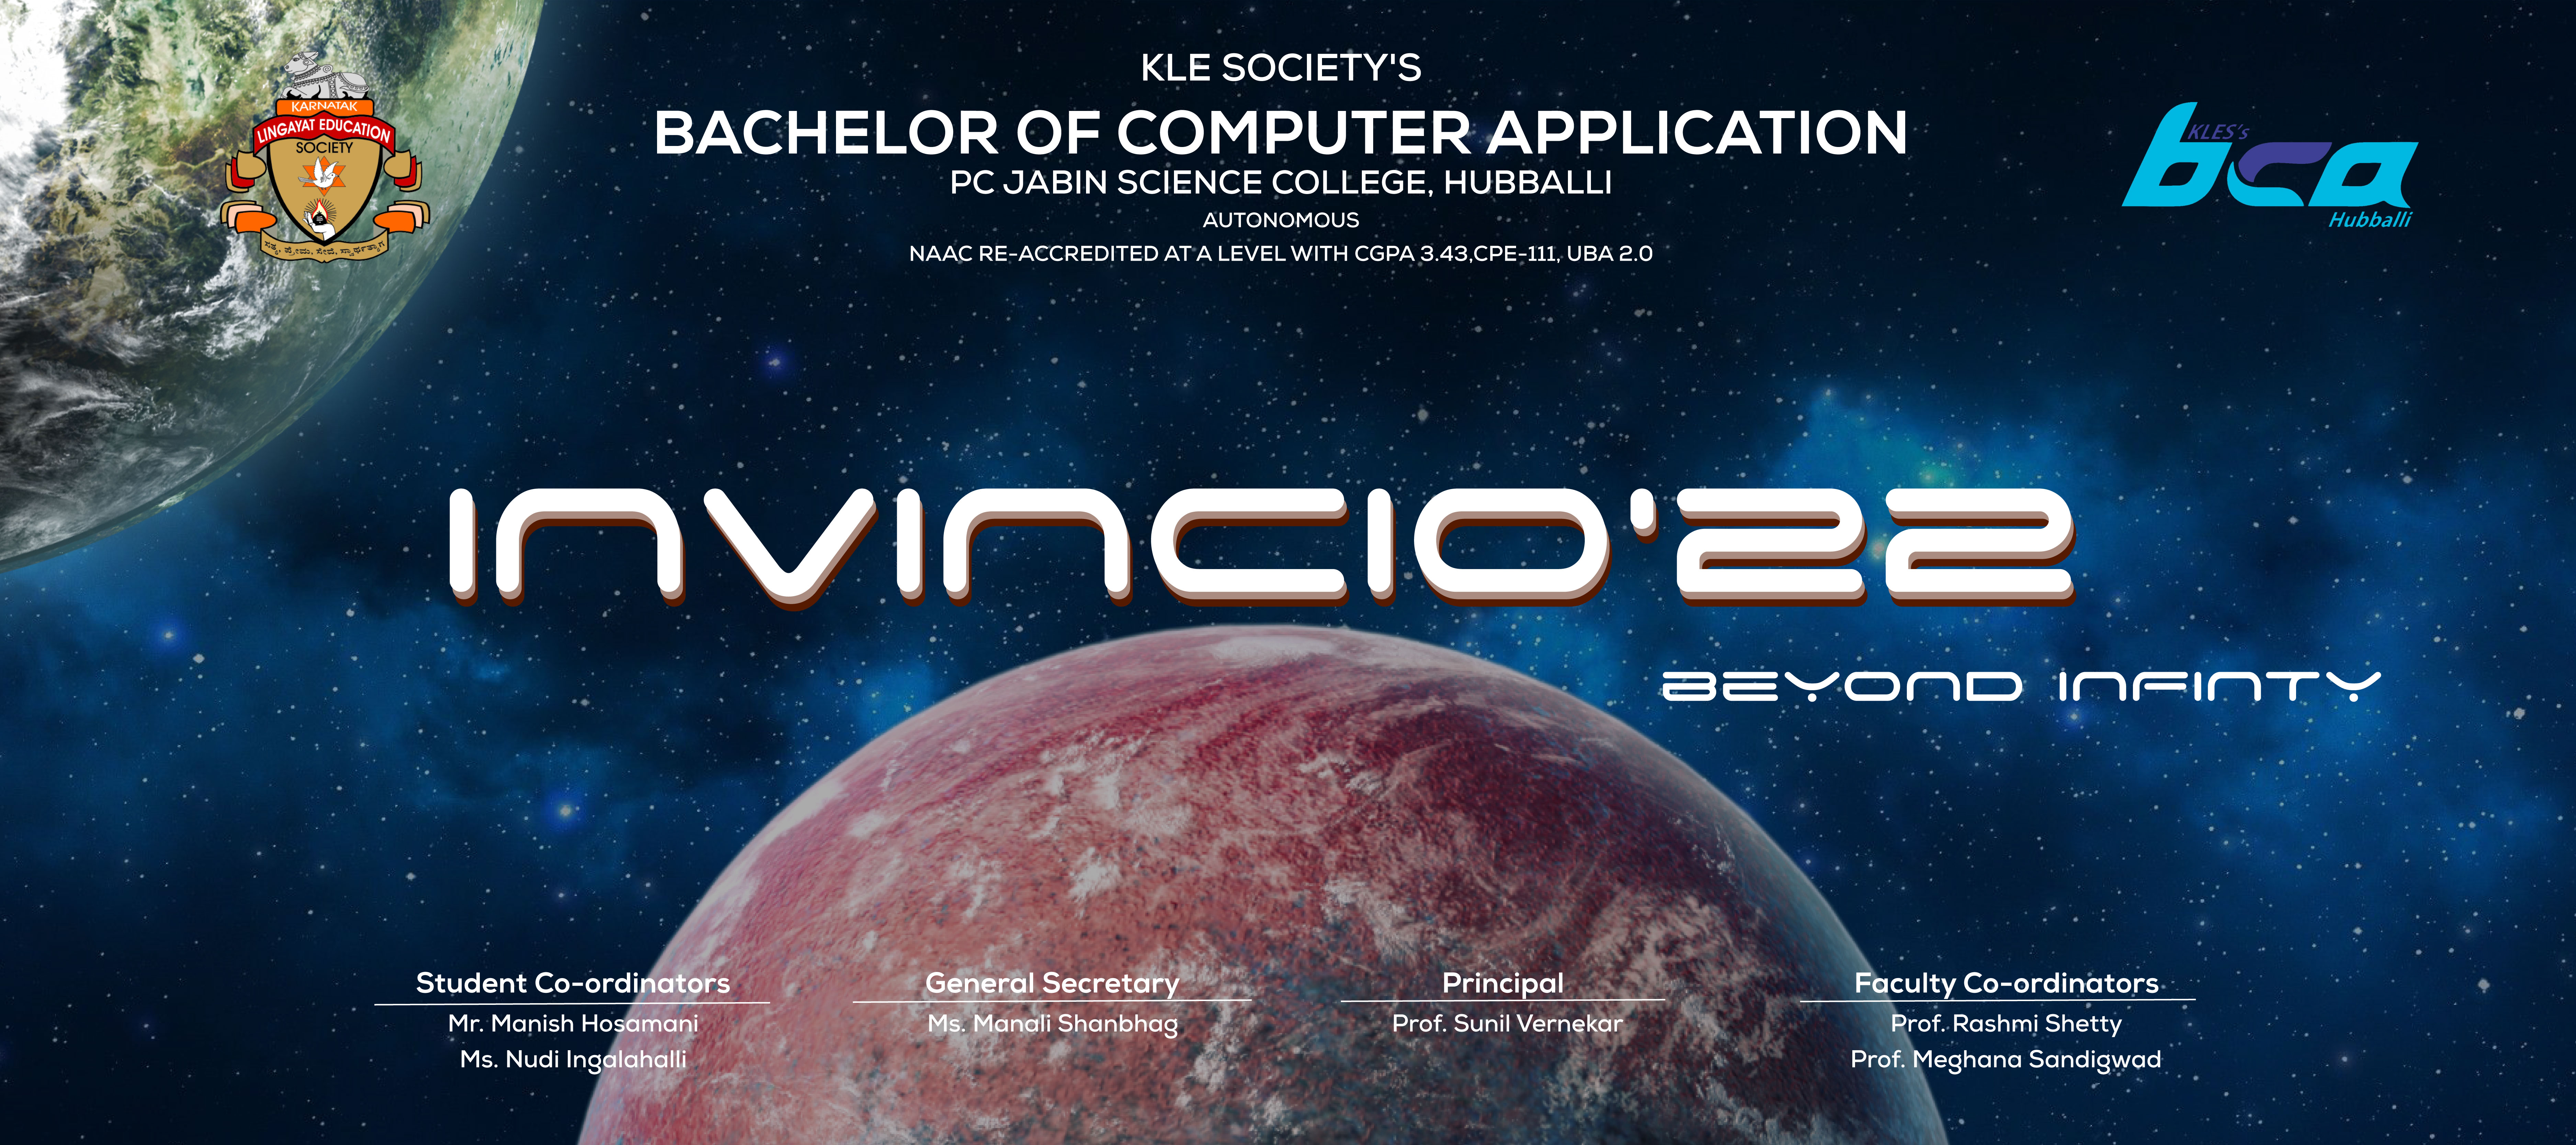 KLE SOCIETY'S
BACHELOR OF COMPUTER APPLICATION
PC JABIN SCIENCE COLLEGE, HUBBALLI
AUTONOMOUS
NAAC RE-ACCREDITED AT A LEVEL WITH CGPA 3.43,CPE-111, UBA 2.0
KARNATAK
LINGAYAT EDUCATION
SOCIETY
ಸತ್ಯ, ಪ್ರೇಮ, ಸೇವೆ, ಸ್ವಾರ್ಥತ್ಯಾಗ
KLES's
bca
Hubballi
INVINCIO'22
BEYOND INFINTY
Student Co-ordinators
Mr. Manish Hosamani
Ms. Nudi Ingalahalli
General Secretary
Ms. Manali Shanbhag
Principal
Prof. Sunil Vernekar
Faculty Co-ordinators
Prof. Rashmi Shetty
Prof. Meghana Sandigwad